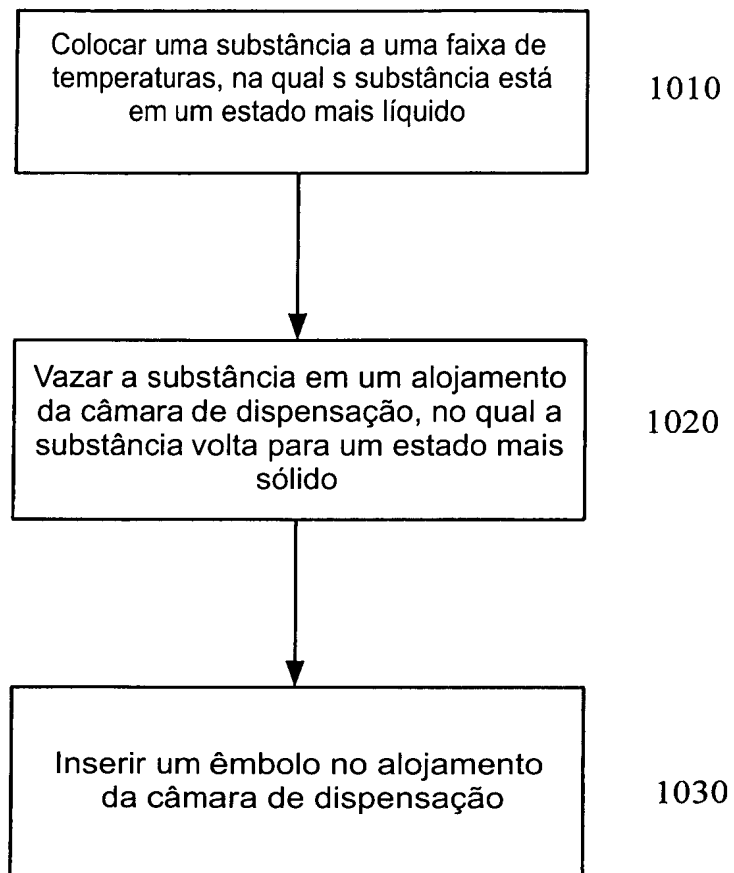 Colocar uma substância a uma faixa de
temperaturas, na qual s substância está
em um estado mais líquido
1010
Vazar a substância em um alojamento
da câmara de dispensação, no qual a
substância volta para um estado mais
sólido
1020
Inserir um êmbolo no alojamento
da câmara de dispensação
1030